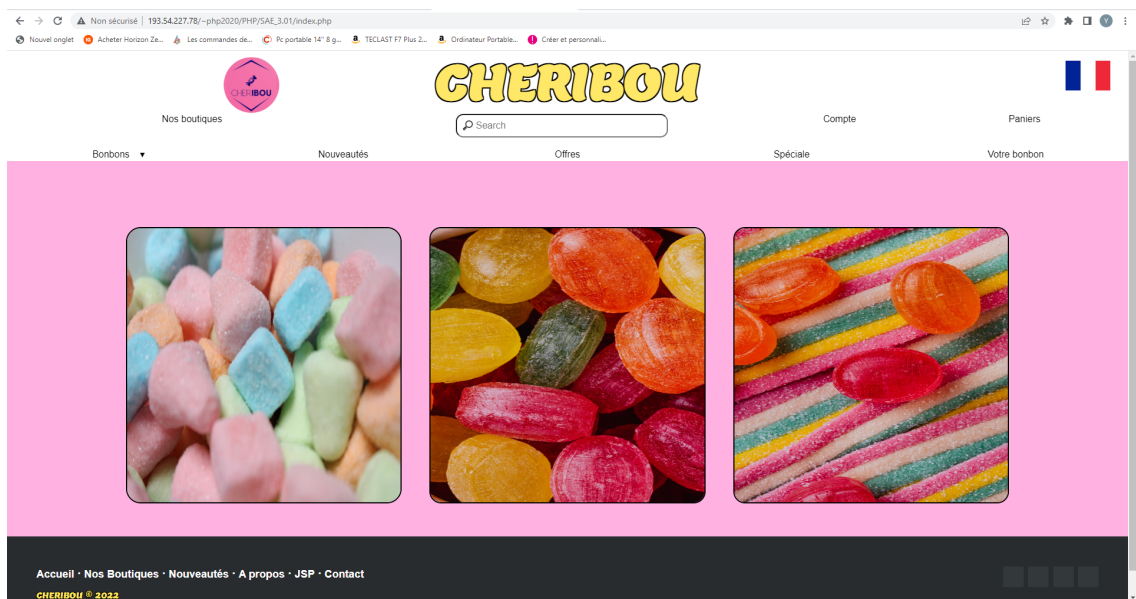 Non sécurisé | 193.54.227.78/~php2020/PHP/SAE_3.01/index.php
Nouvel onglet Acheter Horizon Ze... Les commandes de... Pc portable 14" 8 g... TECLAST F7 Plus 2... Ordinateur Portable... Créer et personnali...
CHERIBOU
CHERIBOU
Nos boutiques
Search
Compte
Paniers
Bonbons ▾ Nouveautés Offres Spéciale Votre bonbon
Accueil · Nos Boutiques · Nouveautés · A propos · JSP · Contact
CHERIBOU © 2022